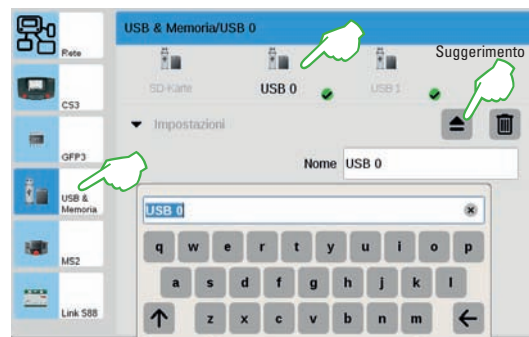 USB & Memoria/USB 0
Rete
Suggerimento
SD-Karte
USB 0
USB 1
CS3
Impostazioni
GFP3
Nome USB 0
USB &
Memoria
USB 0
q w e r t y u i o p
MS2
a s d f g h j k l
z x c v b n m
Link S88